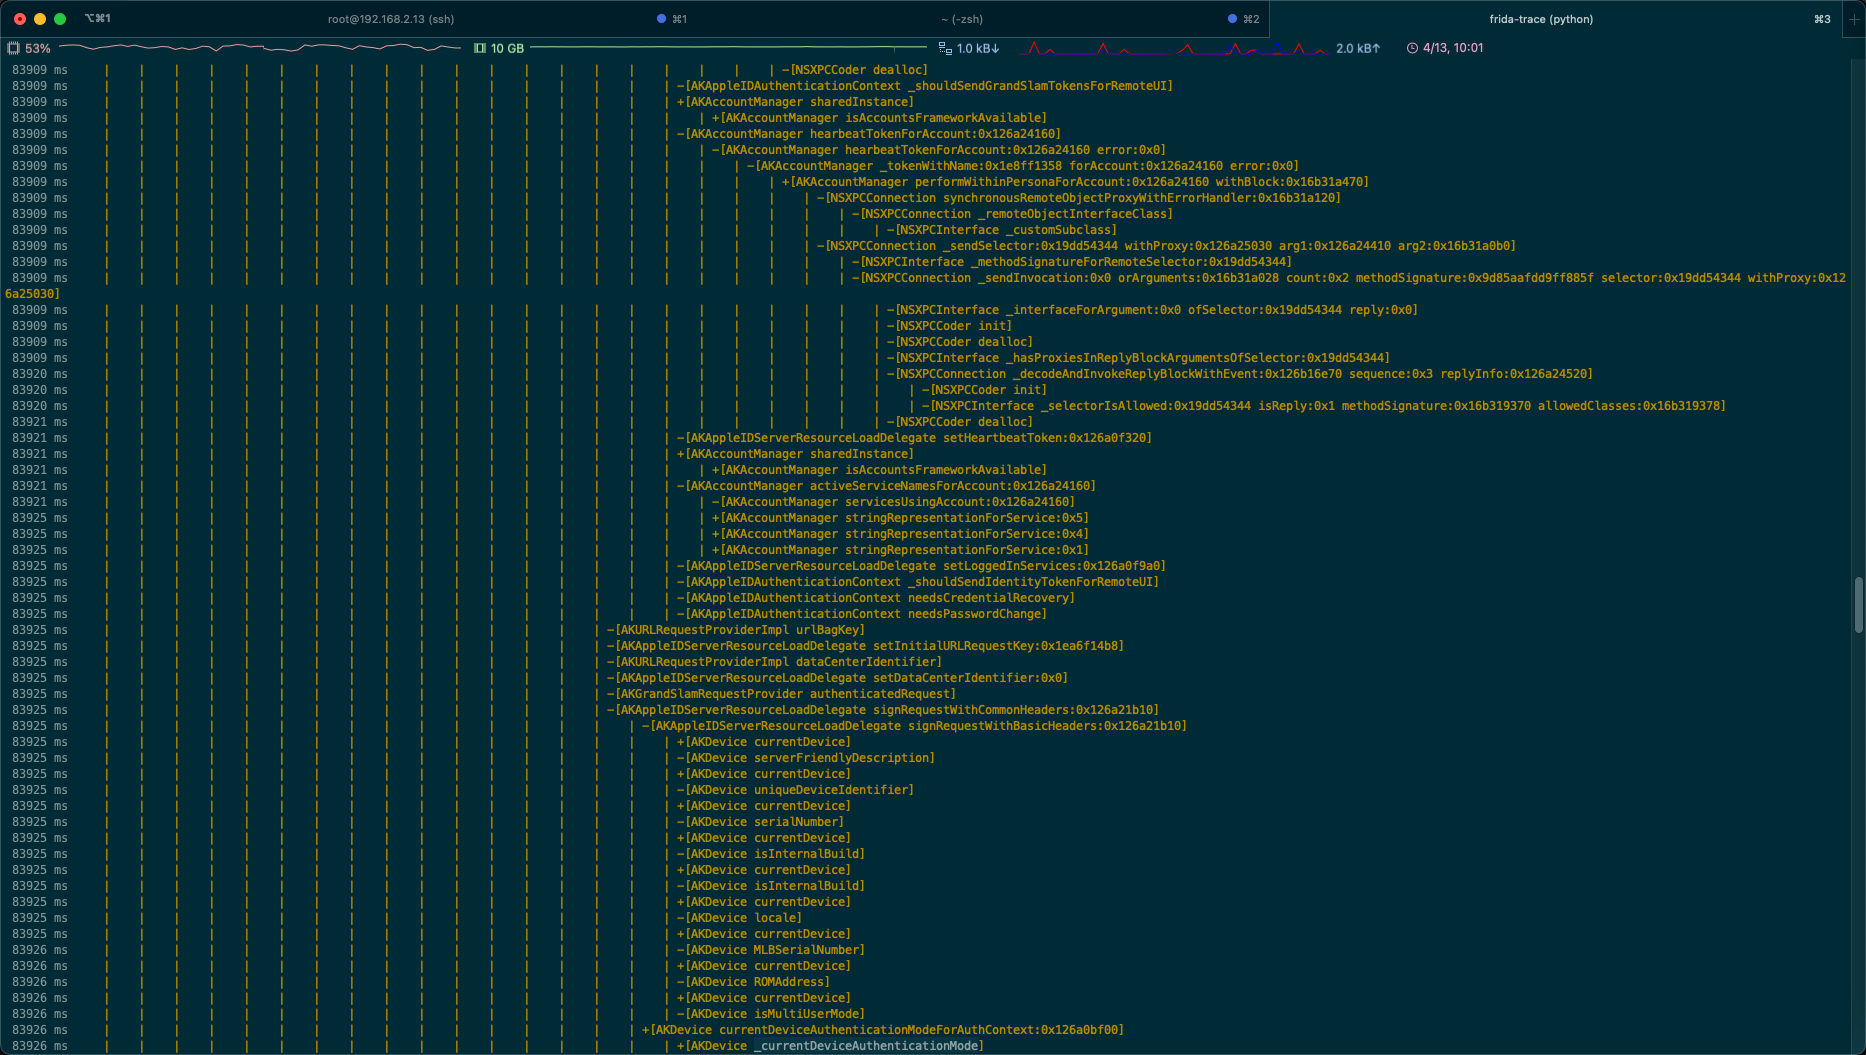 ⌥⌘1 root@192.168.2.13 (ssh) ⌘1 ~ (-zsh) ⌘2 frida-trace (python) ⌘3
53% 10 GB 1.0 kB↓ 2.0 kB↑ 4/13, 10:01
83909 ms | | | | | | | | | | | | | | | | | | | | -[NSXPCCoder dealloc]
83909 ms | | | | | | | | | | | | | | | | | -[AKAppleIDAuthenticationContext _shouldSendGrandSlamTokensForRemoteUI]
83909 ms | | | | | | | | | | | | | | | | | +[AKAccountManager sharedInstance]
83909 ms | | | | | | | | | | | | | | | | | | +[AKAccountManager isAccountsFrameworkAvailable]
83909 ms | | | | | | | | | | | | | | | | | -[AKAccountManager hearbeatTokenForAccount:0x126a24160]
83909 ms | | | | | | | | | | | | | | | | | | -[AKAccountManager hearbeatTokenForAccount:0x126a24160 error:0x0]
83909 ms | | | | | | | | | | | | | | | | | | | -[AKAccountManager _tokenWithName:0x1e8ff1358 forAccount:0x126a24160 error:0x0]
83909 ms | | | | | | | | | | | | | | | | | | | | +[AKAccountManager performWithinPersonaForAccount:0x126a24160 withBlock:0x16b31a470]
83909 ms | | | | | | | | | | | | | | | | | | | | | -[NSXPCConnection synchronousRemoteObjectProxyWithErrorHandler:0x16b31a120]
83909 ms | | | | | | | | | | | | | | | | | | | | | | -[NSXPCConnection _remoteObjectInterfaceClass]
83909 ms | | | | | | | | | | | | | | | | | | | | | | | -[NSXPCInterface _customSubclass]
83909 ms | | | | | | | | | | | | | | | | | | | | | -[NSXPCConnection _sendSelector:0x19dd54344 withProxy:0x126a25030 arg1:0x126a24410 arg2:0x16b31a0b0]
83909 ms | | | | | | | | | | | | | | | | | | | | | | -[NSXPCInterface _methodSignatureForRemoteSelector:0x19dd54344]
83909 ms | | | | | | | | | | | | | | | | | | | | | | -[NSXPCConnection _sendInvocation:0x0 orArguments:0x16b31a028 count:0x2 methodSignature:0x9d85aafdd9ff885f selector:0x19dd54344 withProxy:0x12
6a25030]
83909 ms | | | | | | | | | | | | | | | | | | | | | | | -[NSXPCInterface _interfaceForArgument:0x0 ofSelector:0x19dd54344 reply:0x0]
83909 ms | | | | | | | | | | | | | | | | | | | | | | | -[NSXPCCoder init]
83909 ms | | | | | | | | | | | | | | | | | | | | | | | -[NSXPCCoder dealloc]
83909 ms | | | | | | | | | | | | | | | | | | | | | | | -[NSXPCInterface _hasProxiesInReplyBlockArgumentsOfSelector:0x19dd54344]
83920 ms | | | | | | | | | | | | | | | | | | | | | | | -[NSXPCConnection _decodeAndInvokeReplyBlockWithEvent:0x126b16e70 sequence:0x3 replyInfo:0x126a24520]
83920 ms | | | | | | | | | | | | | | | | | | | | | | | | -[NSXPCCoder init]
83920 ms | | | | | | | | | | | | | | | | | | | | | | | | -[NSXPCInterface _selectorIsAllowed:0x19dd54344 isReply:0x1 methodSignature:0x16b319370 allowedClasses:0x16b319378]
83921 ms | | | | | | | | | | | | | | | | | | | | | | | -[NSXPCCoder dealloc]
83921 ms | | | | | | | | | | | | | | | | | -[AKAppleIDServerResourceLoadDelegate setHeartbeatToken:0x126a0f320]
83921 ms | | | | | | | | | | | | | | | | | +[AKAccountManager sharedInstance]
83921 ms | | | | | | | | | | | | | | | | | | +[AKAccountManager isAccountsFrameworkAvailable]
83921 ms | | | | | | | | | | | | | | | | | -[AKAccountManager activeServiceNamesForAccount:0x126a24160]
83921 ms | | | | | | | | | | | | | | | | | | -[AKAccountManager servicesUsingAccount:0x126a24160]
83925 ms | | | | | | | | | | | | | | | | | | +[AKAccountManager stringRepresentationForService:0x5]
83925 ms | | | | | | | | | | | | | | | | | | +[AKAccountManager stringRepresentationForService:0x4]
83925 ms | | | | | | | | | | | | | | | | | | +[AKAccountManager stringRepresentationForService:0x1]
83925 ms | | | | | | | | | | | | | | | | | -[AKAppleIDServerResourceLoadDelegate setLoggedInServices:0x126a0f9a0]
83925 ms | | | | | | | | | | | | | | | | | -[AKAppleIDAuthenticationContext _shouldSendIdentityTokenForRemoteUI]
83925 ms | | | | | | | | | | | | | | | | | -[AKAppleIDAuthenticationContext needsCredentialRecovery]
83925 ms | | | | | | | | | | | | | | | | | -[AKAppleIDAuthenticationContext needsPasswordChange]
83925 ms | | | | | | | | | | | | | | | -[AKURLRequestProviderImpl urlBagKey]
83925 ms | | | | | | | | | | | | | | | -[AKAppleIDServerResourceLoadDelegate setInitialURLRequestKey:0x1ea6f14b8]
83925 ms | | | | | | | | | | | | | | | -[AKURLRequestProviderImpl dataCenterIdentifier]
83925 ms | | | | | | | | | | | | | | | -[AKAppleIDServerResourceLoadDelegate setDataCenterIdentifier:0x0]
83925 ms | | | | | | | | | | | | | | | -[AKGrandSlamRequestProvider authenticatedRequest]
83925 ms | | | | | | | | | | | | | | | -[AKAppleIDServerResourceLoadDelegate signRequestWithCommonHeaders:0x126a21b10]
83925 ms | | | | | | | | | | | | | | | | -[AKAppleIDServerResourceLoadDelegate signRequestWithBasicHeaders:0x126a21b10]
83925 ms | | | | | | | | | | | | | | | | | +[AKDevice currentDevice]
83925 ms | | | | | | | | | | | | | | | | | -[AKDevice serverFriendlyDescription]
83925 ms | | | | | | | | | | | | | | | | | +[AKDevice currentDevice]
83925 ms | | | | | | | | | | | | | | | | | -[AKDevice uniqueDeviceIdentifier]
83925 ms | | | | | | | | | | | | | | | | | +[AKDevice currentDevice]
83925 ms | | | | | | | | | | | | | | | | | -[AKDevice serialNumber]
83925 ms | | | | | | | | | | | | | | | | | +[AKDevice currentDevice]
83925 ms | | | | | | | | | | | | | | | | | -[AKDevice isInternalBuild]
83925 ms | | | | | | | | | | | | | | | | | +[AKDevice currentDevice]
83925 ms | | | | | | | | | | | | | | | | | -[AKDevice isInternalBuild]
83925 ms | | | | | | | | | | | | | | | | | +[AKDevice currentDevice]
83925 ms | | | | | | | | | | | | | | | | | -[AKDevice locale]
83925 ms | | | | | | | | | | | | | | | | | +[AKDevice currentDevice]
83926 ms | | | | | | | | | | | | | | | | | -[AKDevice MLBSerialNumber]
83926 ms | | | | | | | | | | | | | | | | | +[AKDevice currentDevice]
83926 ms | | | | | | | | | | | | | | | | | -[AKDevice ROMAddress]
83926 ms | | | | | | | | | | | | | | | | | +[AKDevice currentDevice]
83926 ms | | | | | | | | | | | | | | | | | -[AKDevice isMultiUserMode]
83926 ms | | | | | | | | | | | | | | | | +[AKDevice currentDeviceAuthenticationModeForAuthContext:0x126a0bf00]
83926 ms | | | | | | | | | | | | | | | | | +[AKDevice _currentDeviceAuthenticationMode]